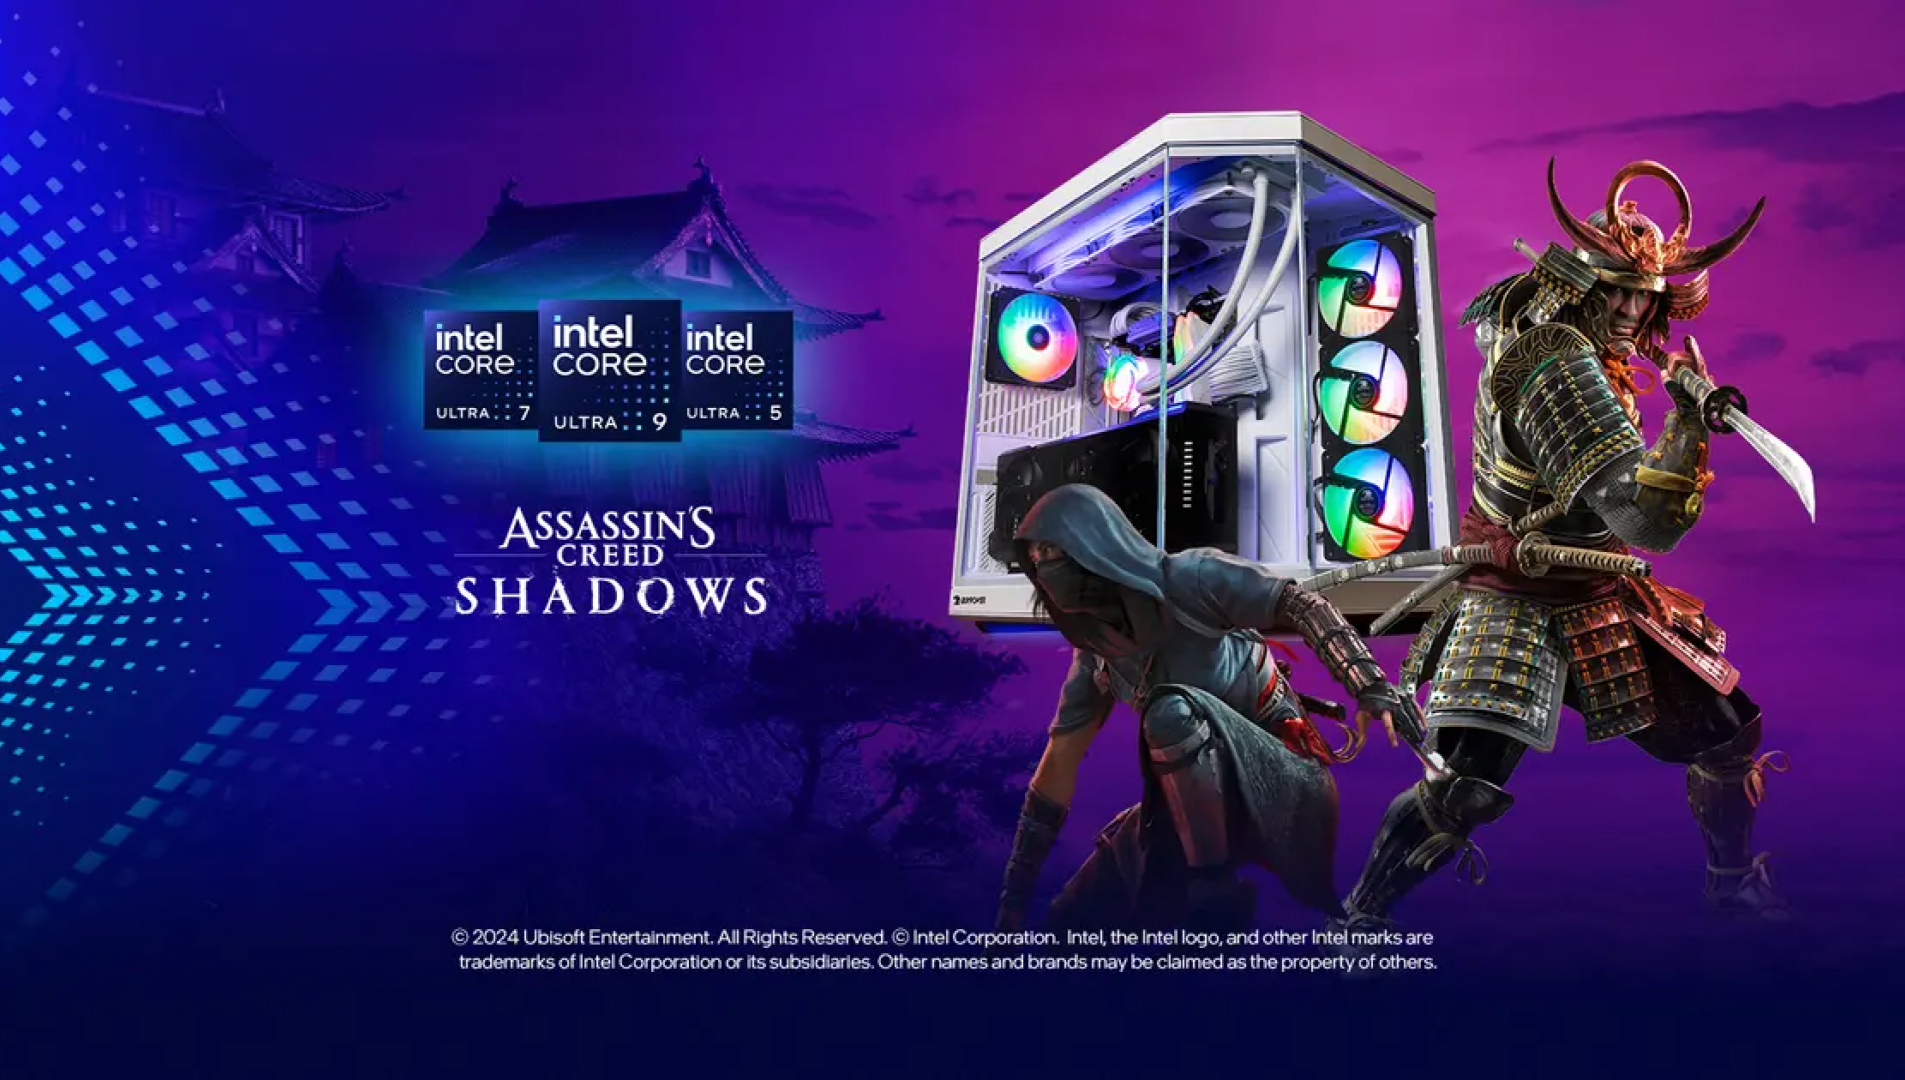 intel
CORE
ULTRA 7
intel
CORE
ULTRA 9
intel
CORE
ULTRA 5
ASSASSIN'S
CREED
SHADOWS
© 2024 Ubisoft Entertainment. All Rights Reserved. © Intel Corporation. Intel, the Intel logo, and other Intel marks are
trademarks of Intel Corporation or its subsidiaries. Other names and brands may be claimed as the property of others.